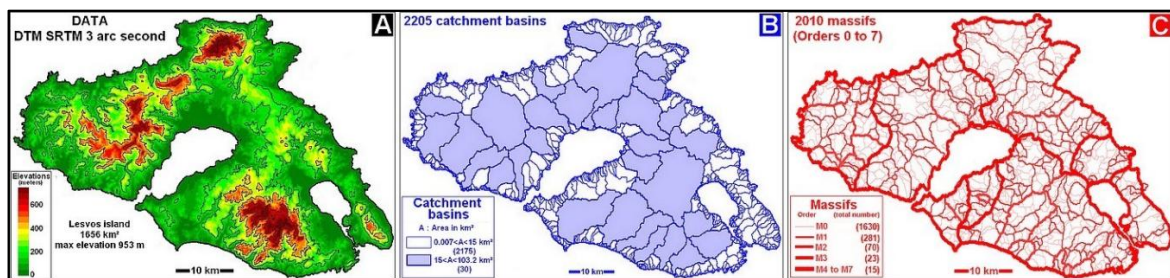 DATA
DTM SRTM 3 arc second
A
Elevations
(meters)
600
400
200
0
Lesvos island
1656 km²
max elevation 953 m
10 km
2205 catchment basins
B
Catchment
basins
A : Area in km²
0.007<A<15 km²
(2175)
15<A<103.2 km²
(30)
10 km
2010 massifs
(Orders 0 to 7)
C
Massifs
Order (total number)
M0 (1630)
M1 (281)
M2 (70)
M3 (23)
M4 to M7 (15)
10 km